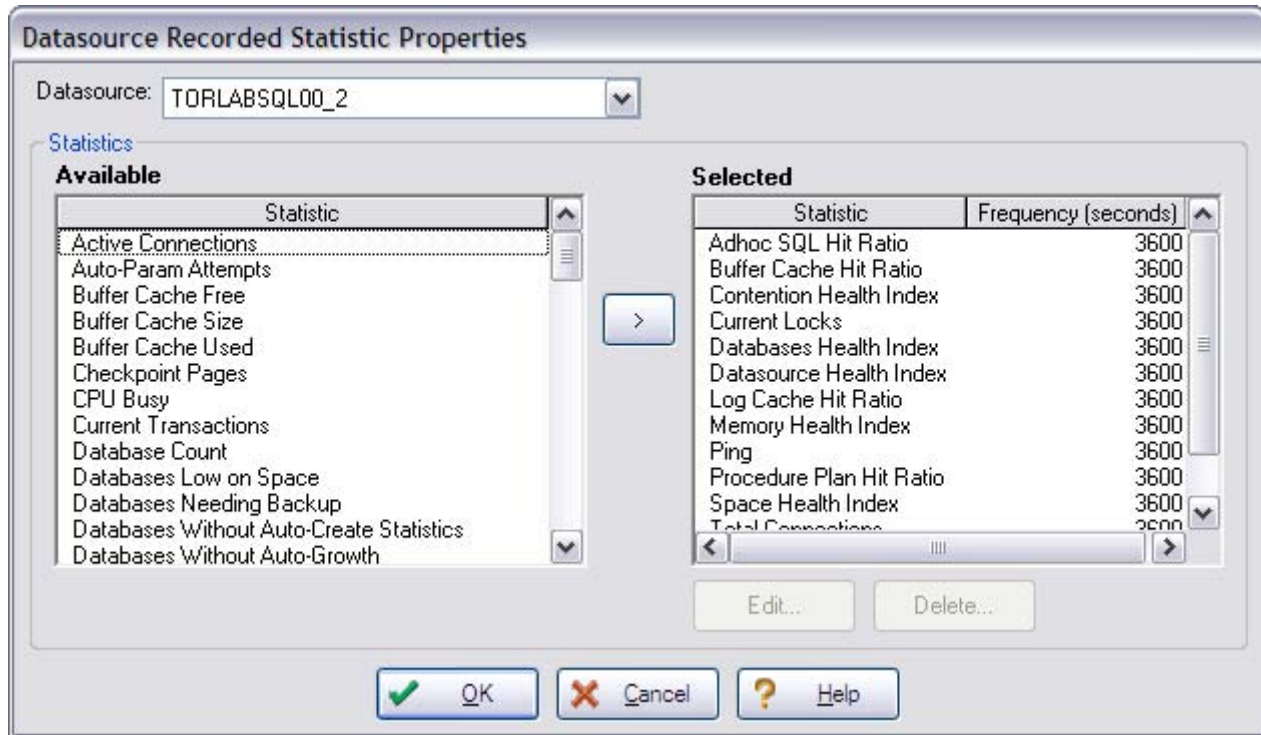 Datasource Recorded Statistic Properties
Datasource: TORLABSQL00_2
Statistics
Available
Statistic
Active Connections
Auto-Param Attempts
Buffer Cache Free
Buffer Cache Size
Buffer Cache Used
Checkpoint Pages
CPU Busy
Current Transactions
Database Count
Databases Low on Space
Databases Needing Backup
Databases Without Auto-Create Statistics
Databases Without Auto-Growth
>
Selected
Statistic Frequency (seconds)
Adhoc SQL Hit Ratio 3600
Buffer Cache Hit Ratio 3600
Contention Health Index 3600
Current Locks 3600
Databases Health Index 3600
Datasource Health Index 3600
Log Cache Hit Ratio 3600
Memory Health Index 3600
Ping 3600
Procedure Plan Hit Ratio 3600
Space Health Index 3600
Total Connections 3600
Edit... Delete...
OK Cancel Help